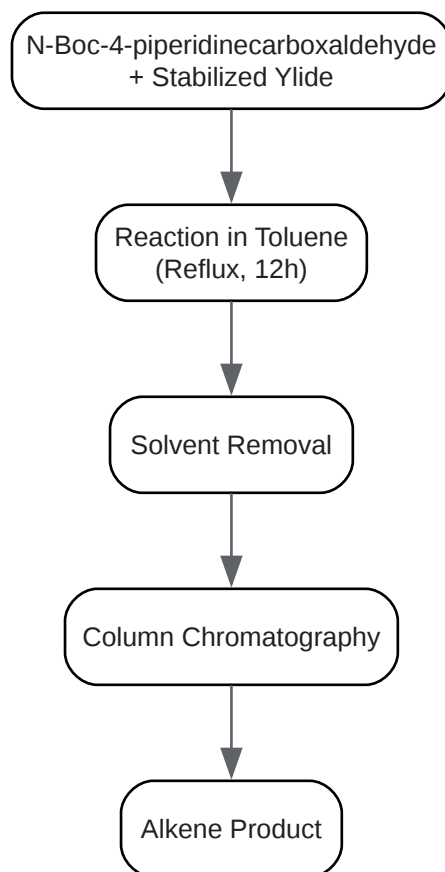 N-Boc-4-piperidinecarboxaldehyde
+ Stabilized Ylide
Reaction in Toluene
(Reflux, 12h)
Solvent Removal
Column Chromatography
Alkene Product